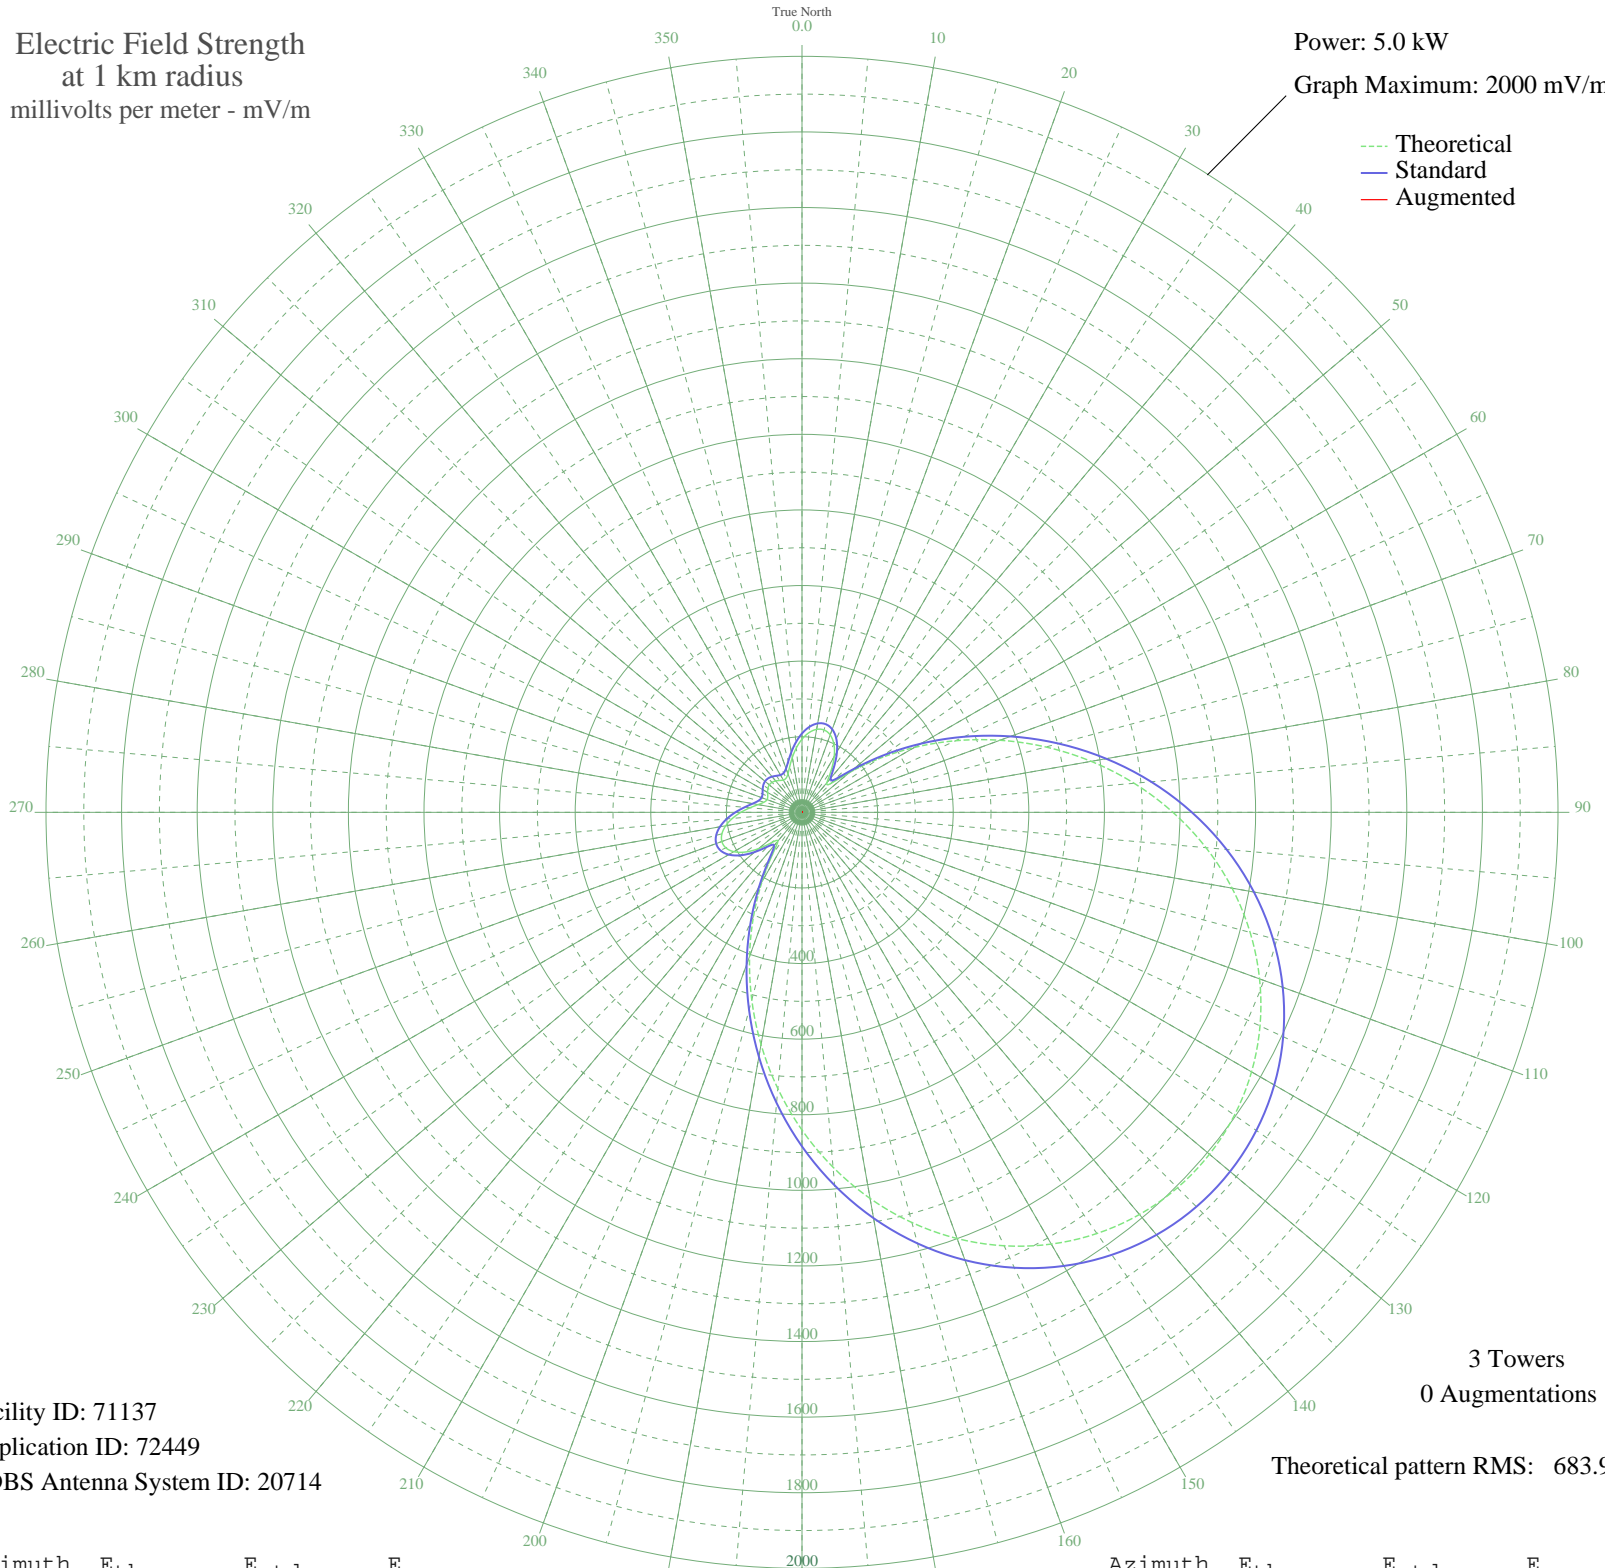 Electric Field Strength
at 1 km radius
millivolts per meter - mV/m
True North
0.0
10
20
30
40
50
60
70
80
90
100
110
120
130
140
150
160
200
210
220
230
240
250
260
270
280
290
300
310
320
330
340
350
Power: 5.0 kW
Graph Maximum: 2000 mV/m
Theoretical
Standard
Augmented
400
600
800
1000
1200
1400
1600
1800
2000
3 Towers
0 Augmentations
Theoretical pattern RMS: 683.9
cility ID: 71137
plication ID: 72449
DBS Antenna System ID: 20714
imuth E E E
Azimuth E E E